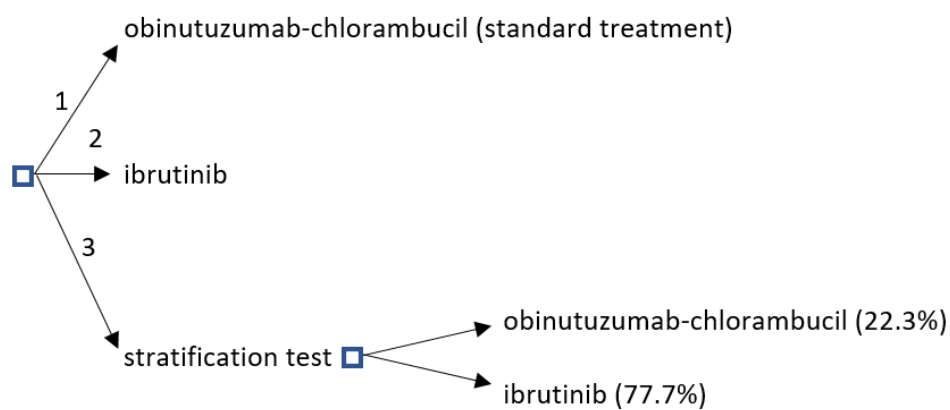 obinutuzumab-chlorambucil (standard treatment)
1
2
ibrutinib
3
obinutuzumab-chlorambucil (22.3%)
stratification test
ibrutinib (77.7%)